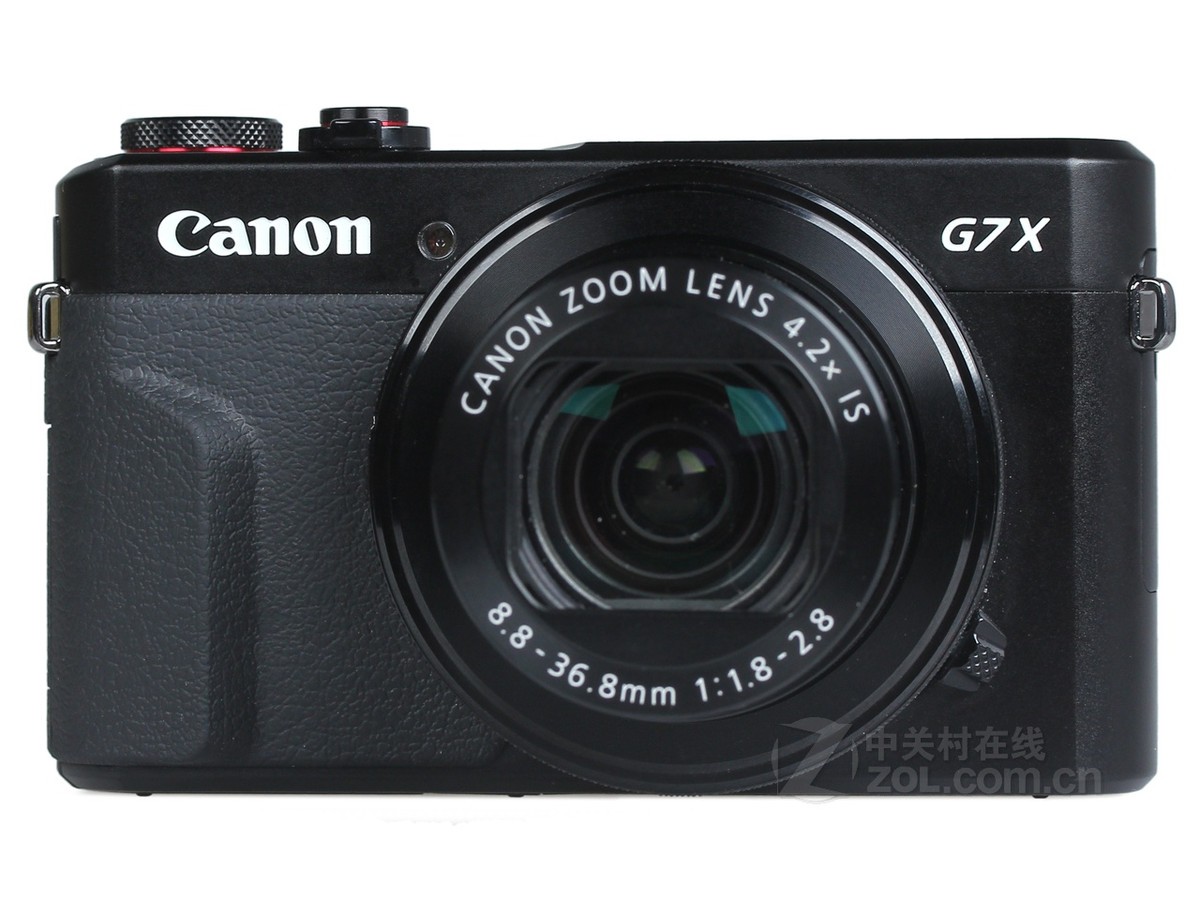 Canon
G7 X
CANON ZOOM LENS 4.2x IS
8.8-36.8mm 1:1.8-2.8
中关村在线
ZOL.com.cn